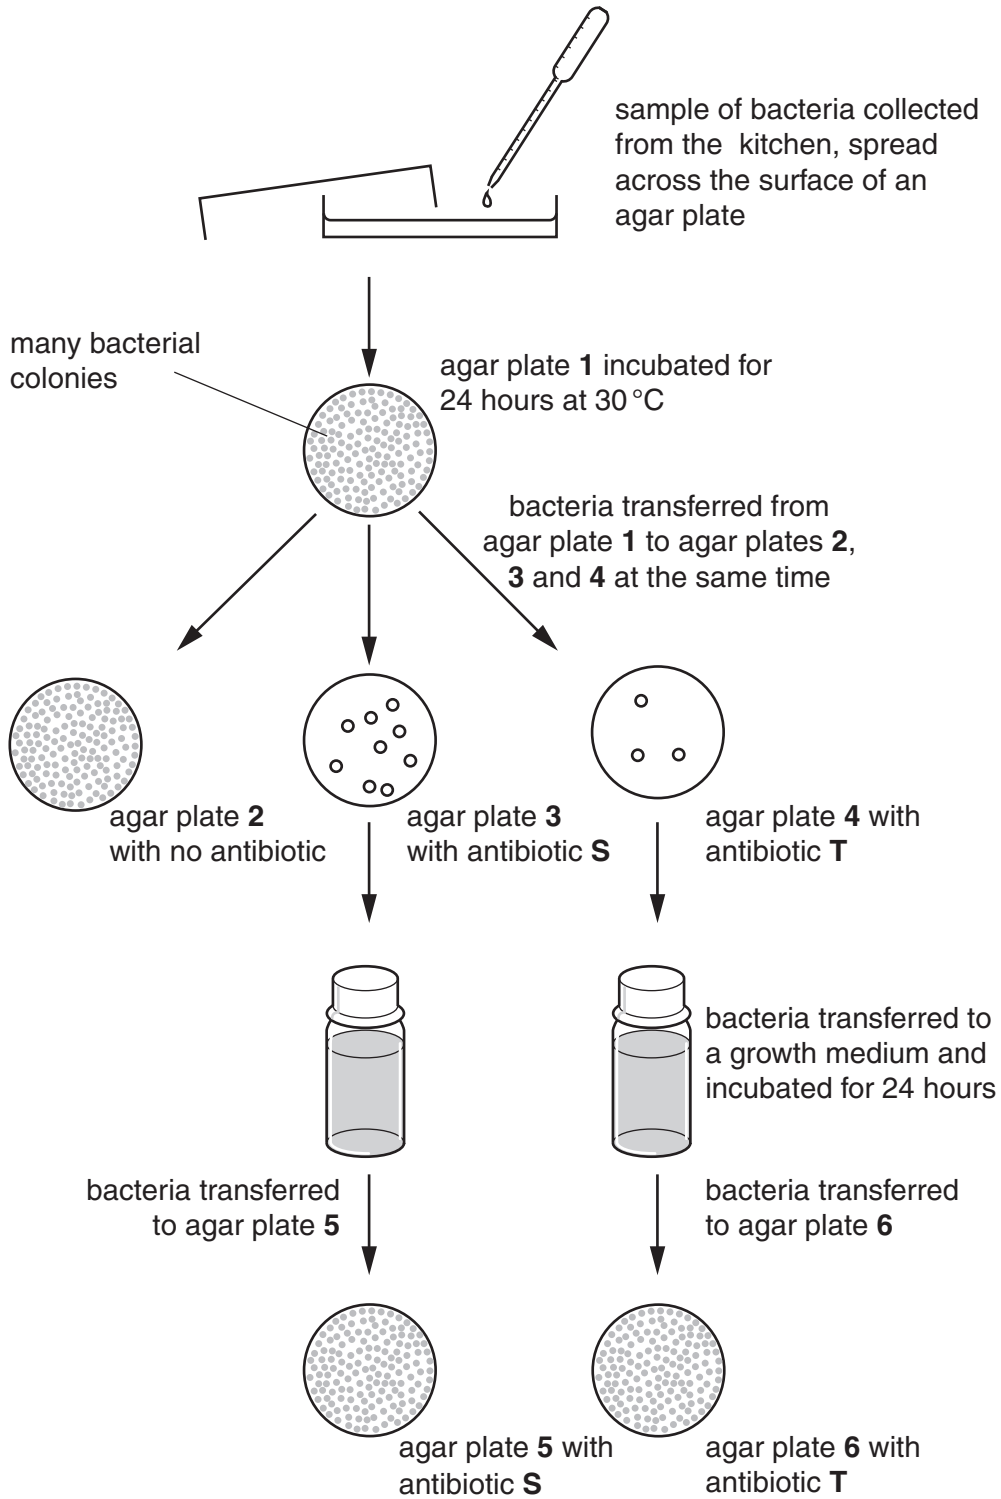 sample of bacteria collected
from the kitchen, spread
across the surface of an
agar plate
many bacterial
colonies
agar plate 1 incubated for
24 hours at 30 °C
bacteria transferred from
agar plate 1 to agar plates 2,
3 and 4 at the same time
agar plate 2
with no antibiotic
agar plate 3
with antibiotic S
agar plate 4 with
antibiotic T
bacteria transferred to
a growth medium and
incubated for 24 hours
bacteria transferred
to agar plate 5
bacteria transferred
to agar plate 6
agar plate 5 with
antibiotic S
agar plate 6 with
antibiotic T